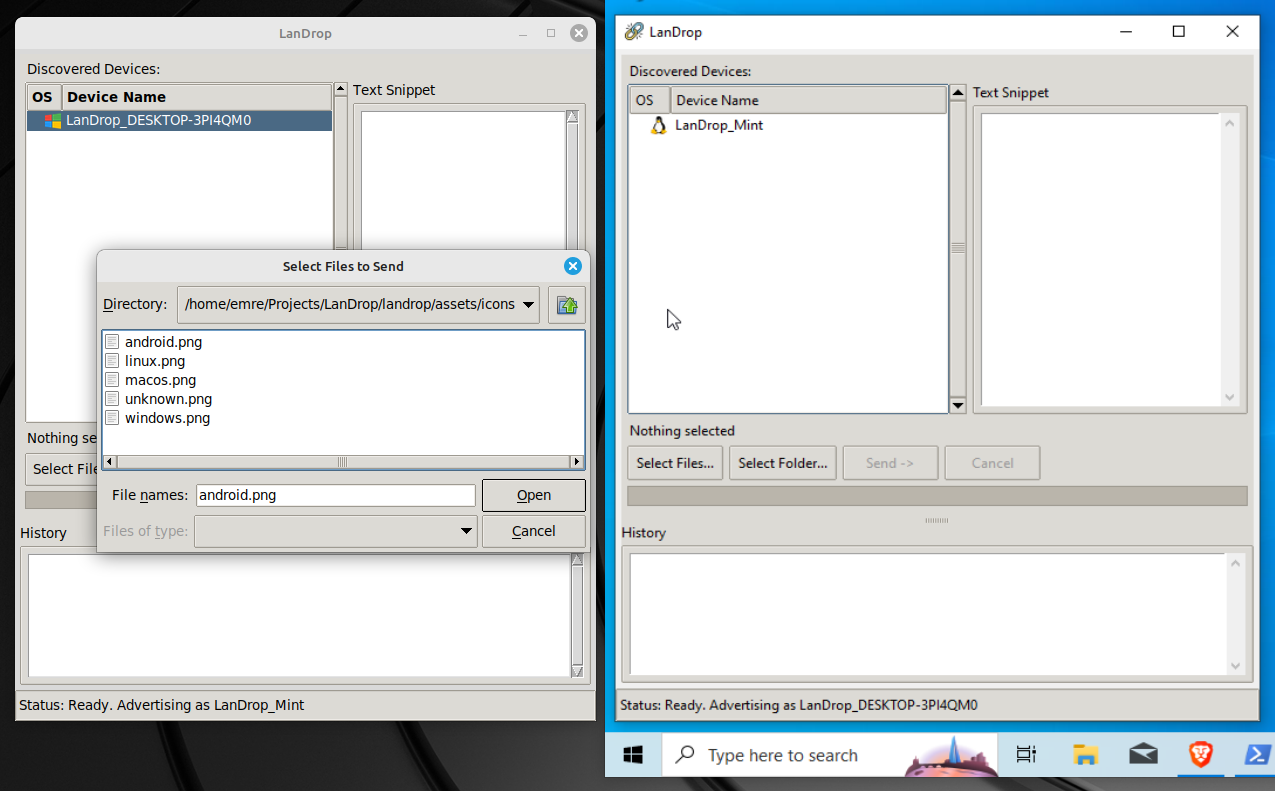 LanDrop
Discovered Devices:
OS Device Name
LanDrop_DESKTOP-3PI4QM0
Text Snippet
Select Files to Send
Directory: /home/emre/Projects/LanDrop/landrop/assets/icons
android.png
linux.png
macos.png
unknown.png
windows.png
File names: android.png Open
Files of type: Cancel
Nothing se
Select File
History
Status: Ready. Advertising as LanDrop_Mint
LanDrop
Discovered Devices:
OS Device Name
LanDrop_Mint
Text Snippet
Nothing selected
Select Files... Select Folder... Send -> Cancel
History
Status: Ready. Advertising as LanDrop_DESKTOP-3PI4QM0
Type here to search